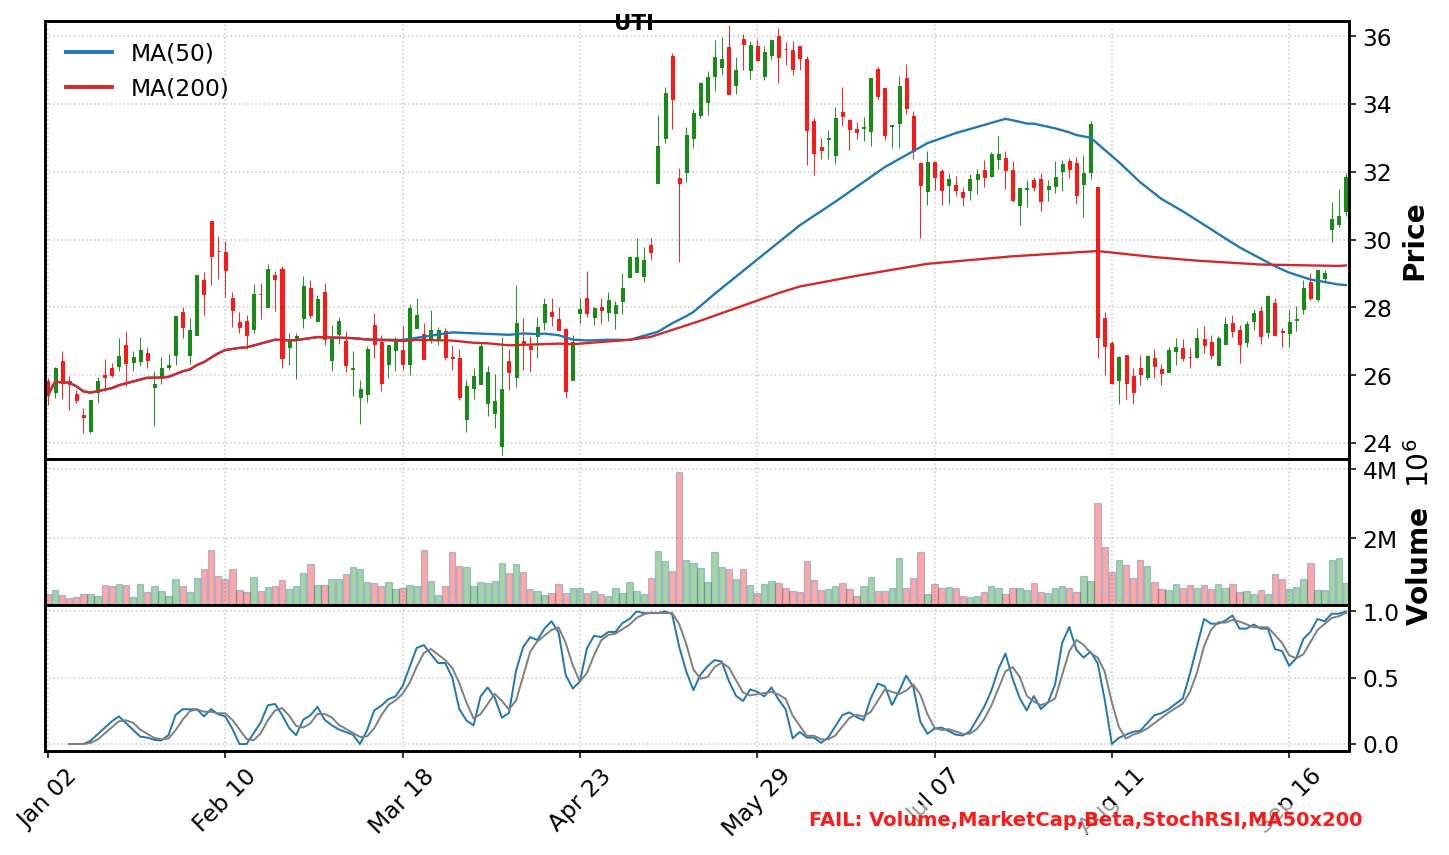 UTI
MA(50)
MA(200)
36
34
32
30
28
26
24
Price
4M
2M
Volume 10^6
1.0
0.5
0.0
Jan 02
Feb 10
Mar 18
Apr 23
May 29
Jul 07
Aug 11
Sep 16
FAIL: Volume,MarketCap,Beta,StochRSI,MA50x200